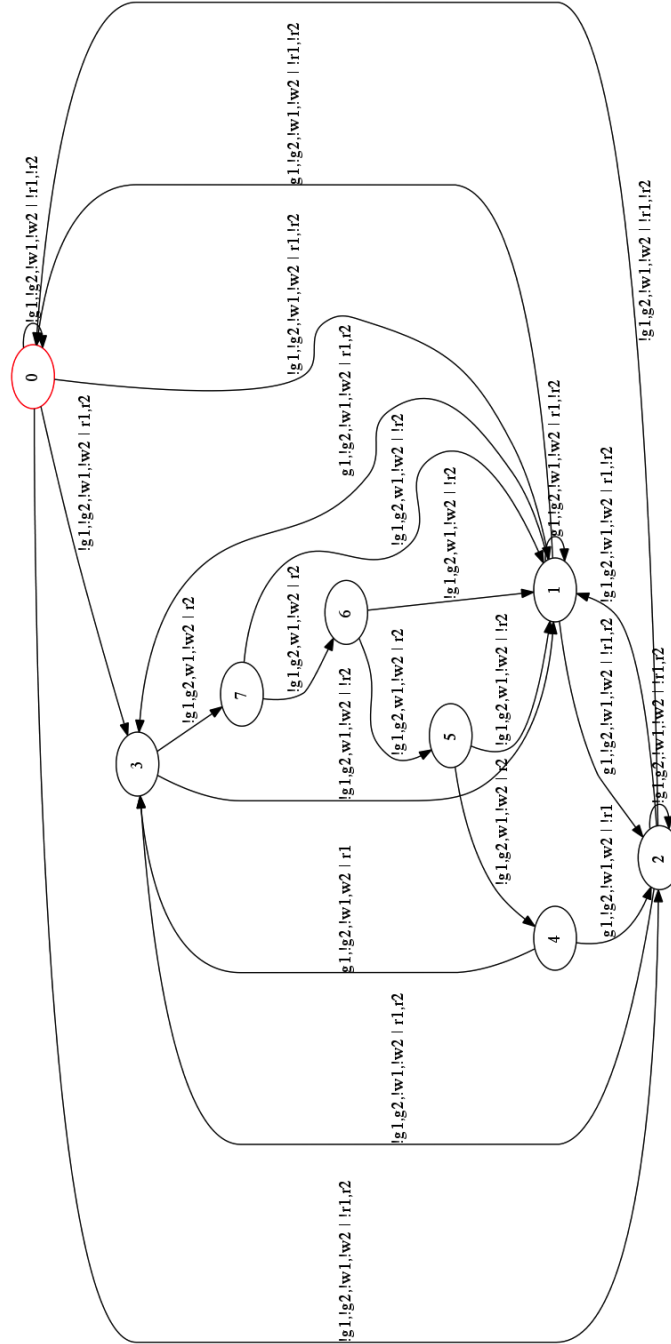 !g1,!g2,!w1,!w2 | !r1,!r2
0
!g1,!g2,!w1,!w2 | r1,r2
3
!g1,g2,w1,!w2 | r2
7
!g1,g2,w1,!w2 | r2
!g1,!g2,!w1,!w2 | r1,!r2
g1,!g2,!w1,!w2 | !r1,!r2
!g1,!g2,!w1,!w2 | !r1,r2
g1,!g2,!w1,w2 | r1
!g1,g2,w1,!w2 | !r2
6
g1,!g2,!w1,!w2 | r1,r2
!g1,g2,!w1,!w2 | r1,r2
!g1,g2,w1,!w2 | r2
!g1,g2,w1,!w2 | !r2
5
!g1,g2,w1,!w2 | !r2
!g1,g2,w1,!w2 | r2
!g1,g2,w1,!w2 | !r2
4
1
g1,!g2,!w1,!w2 | r1,!r2
g1,!g2,!w1,w2 | !r1
g1,!g2,!w1,!w2 | !r1,r2
!g1,g2,!w1,!w2 | r1,!r2
2
!g1,g2,!w1,!w2 | !r1,r2
!g1,g2,!w1,!w2 | !r1,!r2